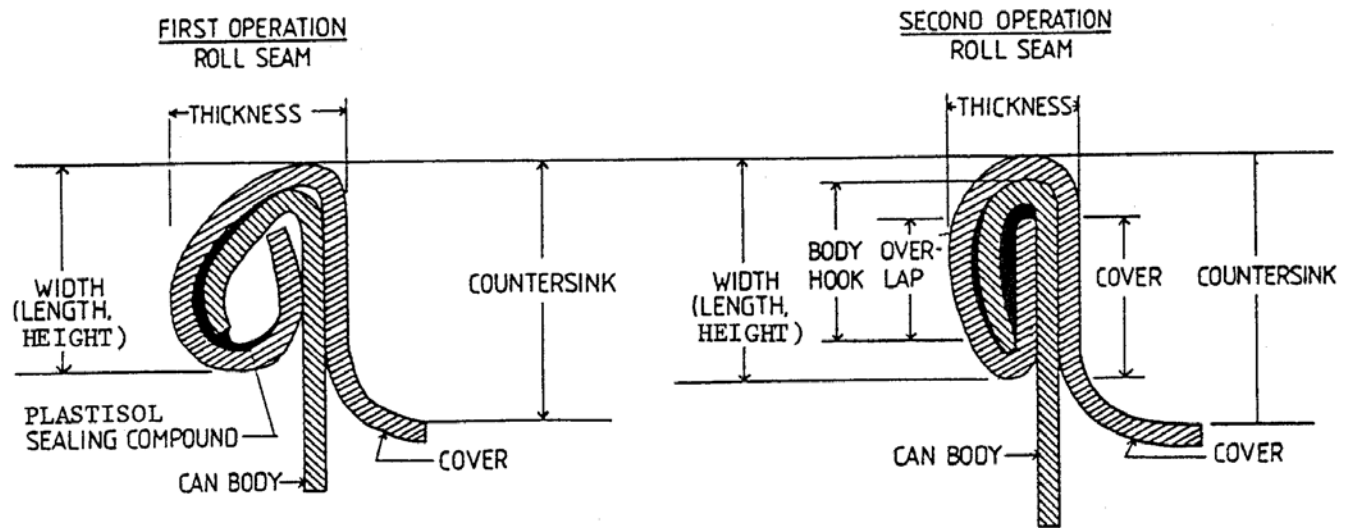 FIRST OPERATION
ROLL SEAM
THICKNESS
WIDTH
(LENGTH,
HEIGHT)
COUNTERSINK
PLASTISOL
SEALING COMPOUND
COVER
CAN BODY
SECOND OPERATION
ROLL SEAM
THICKNESS
WIDTH
(LENGTH,
HEIGHT)
BODY
HOOK
OVER-
LAP
COVER
COUNTERSINK
CAN BODY
COVER